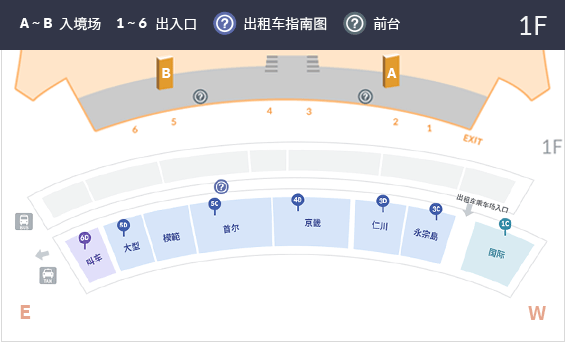 A ~ B 入境场 1 ~ 6 出入口 ? 出租车指南图 ? 前台 1F
B
A
?
?
6
5
4
3
2
1
EXIT
1F
出租车乘车场入口
?
6D
5D
5C
4D
3D
3C
1C
叫车
大型
模範
首尔
京畿
仁川
永宗島
国际
TAXI
E
W